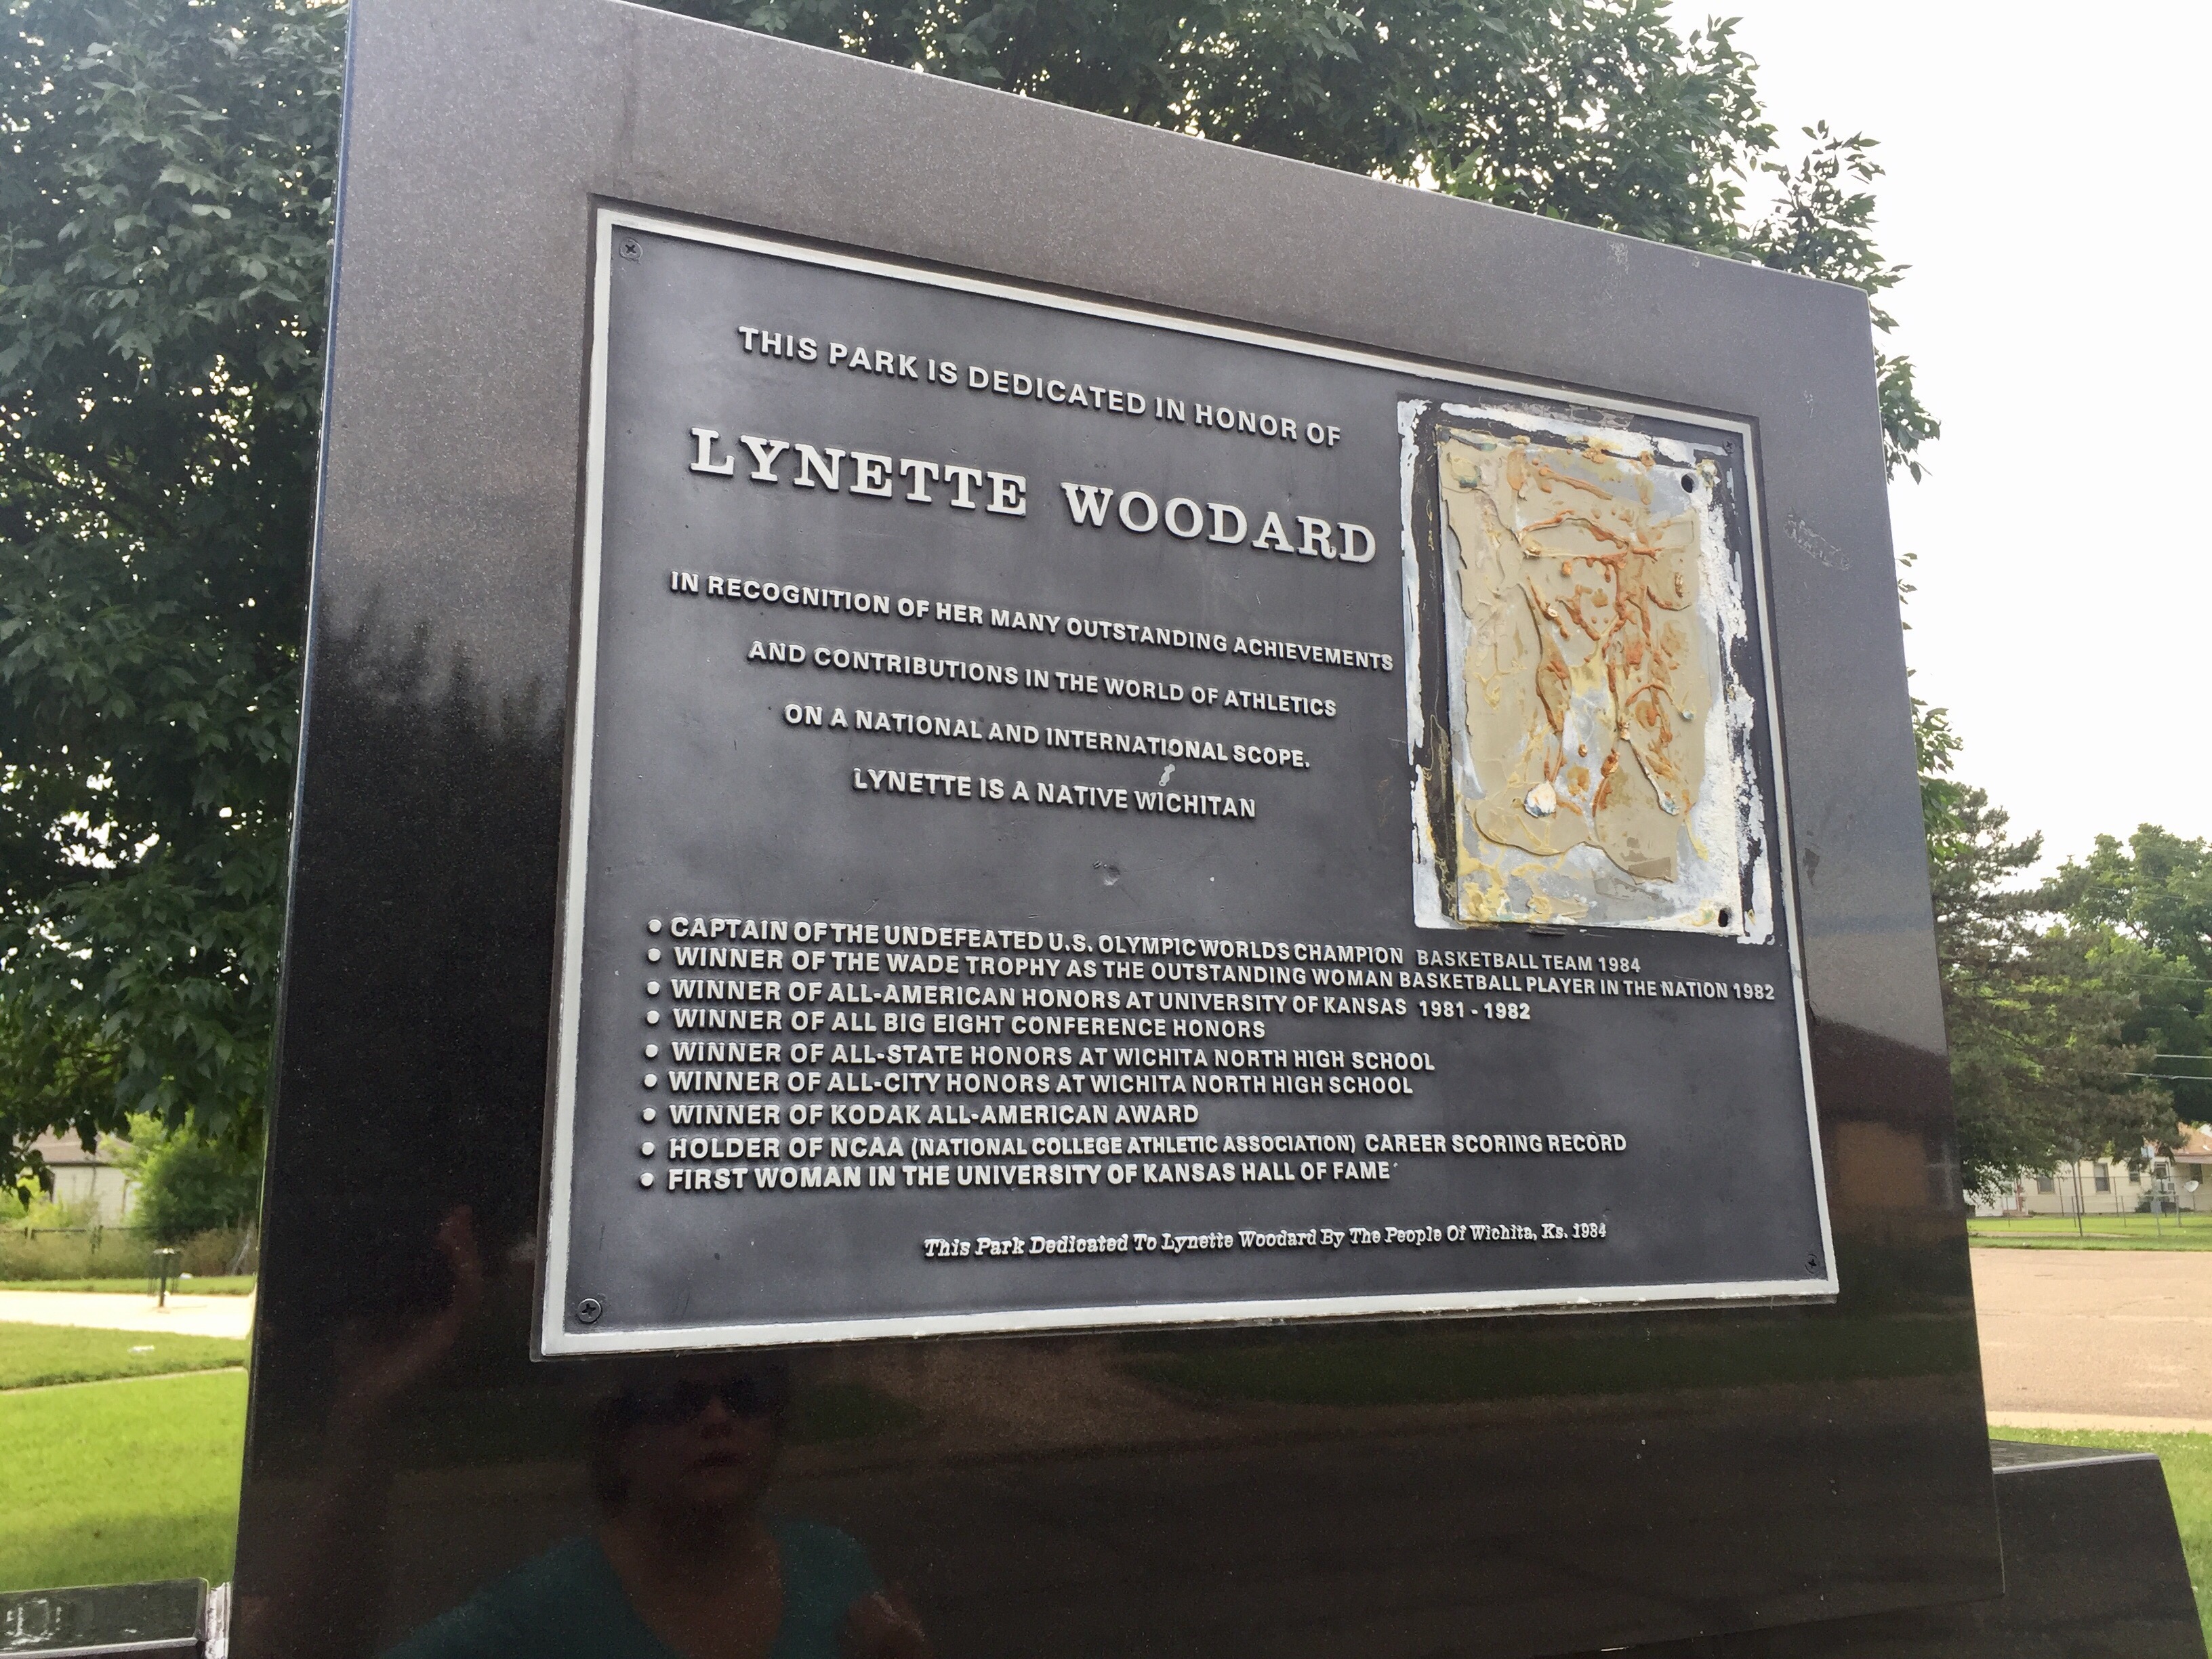 THIS PARK IS DEDICATED IN HONOR OF
LYNETTE WOODARD
IN RECOGNITION OF HER MANY OUTSTANDING ACHIEVEMENTS
AND CONTRIBUTIONS IN THE WORLD OF ATHLETICS
ON A NATIONAL AND INTERNATIONAL SCOPE.
LYNETTE IS A NATIVE WICHITAN
• CAPTAIN OF THE UNDEFEATED U.S. OLYMPIC WORLDS CHAMPION BASKETBALL TEAM 1984
• WINNER OF THE WADE TROPHY AS THE OUTSTANDING WOMAN BASKETBALL PLAYER IN THE NATION 1982
• WINNER OF ALL-AMERICAN HONORS AT UNIVERSITY OF KANSAS 1981 - 1982
• WINNER OF ALL BIG EIGHT CONFERENCE HONORS
• WINNER OF ALL-STATE HONORS AT WICHITA NORTH HIGH SCHOOL
• WINNER OF ALL-CITY HONORS AT WICHITA NORTH HIGH SCHOOL
• WINNER OF KODAK ALL-AMERICAN AWARD
• HOLDER OF NCAA (NATIONAL COLLEGE ATHLETIC ASSOCIATION) CAREER SCORING RECORD
• FIRST WOMAN IN THE UNIVERSITY OF KANSAS HALL OF FAME
This Park Dedicated To Lynette Woodard By The People Of Wichita, Ks. 1984